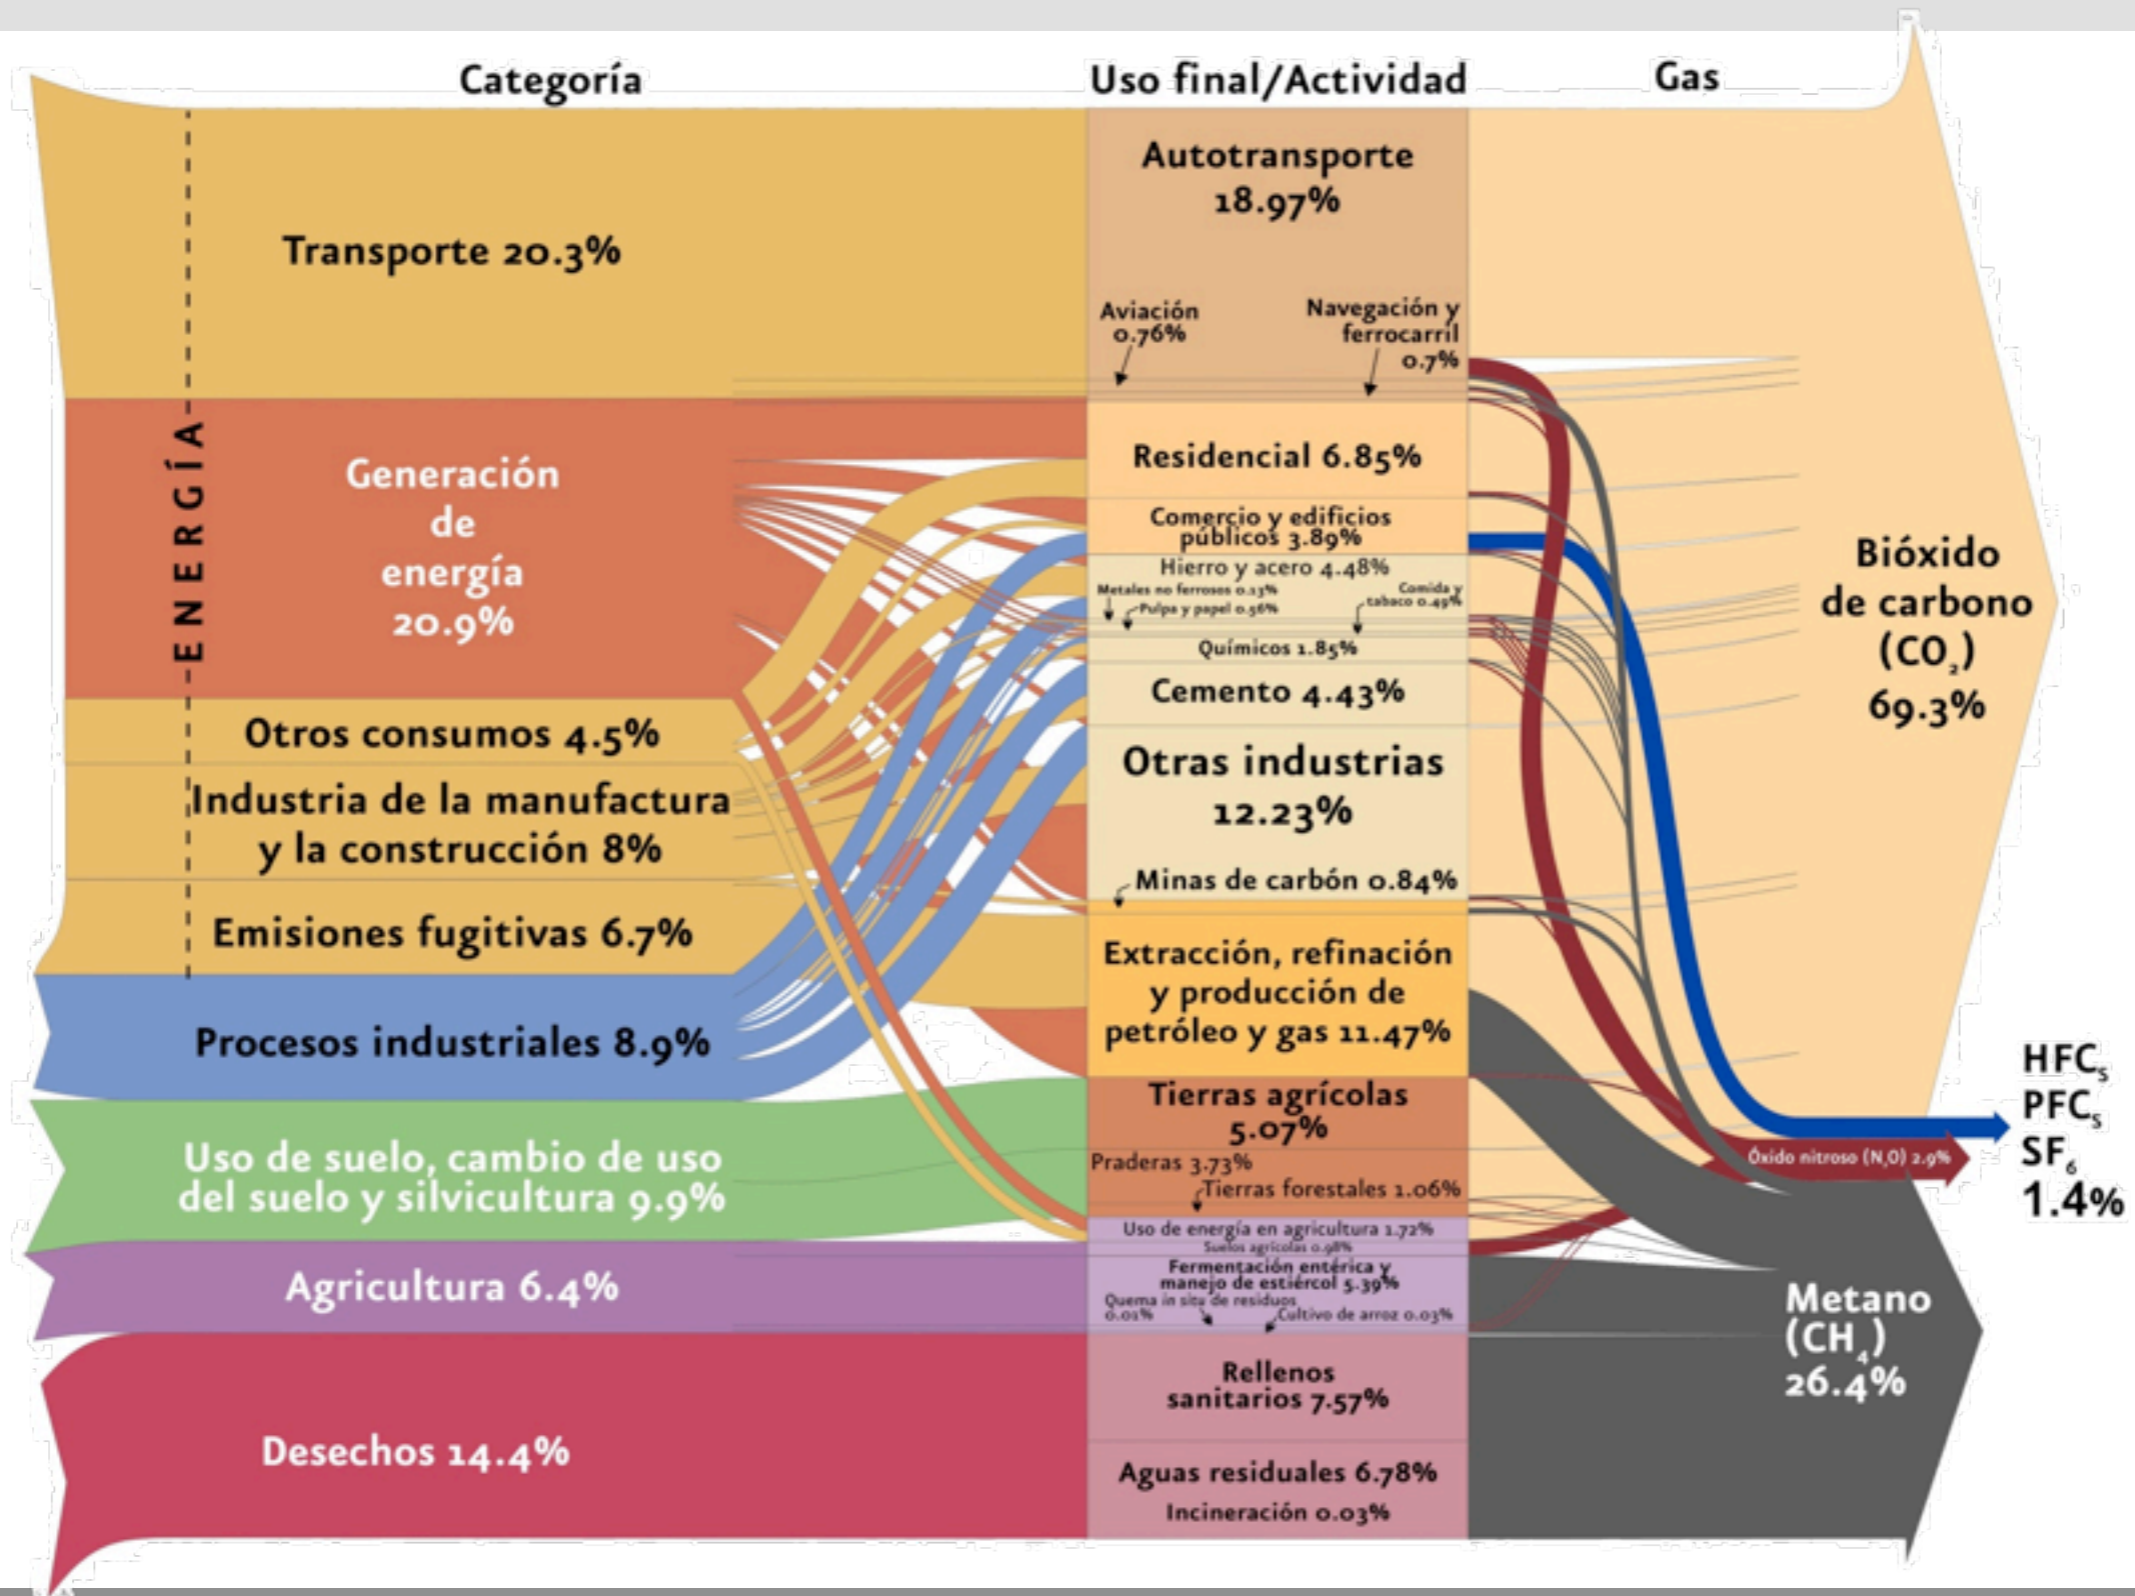 Categoría
Uso final/Actividad
Gas
ENERGÍA
Transporte 20.3%
Generación
de
energía
20.9%
Otros consumos 4.5%
Industria de la manufactura
y la construcción 8%
Emisiones fugitivas 6.7%
Procesos industriales 8.9%
Uso de suelo, cambio de uso
del suelo y silvicultura 9.9%
Agricultura 6.4%
Desechos 14.4%
Autotransporte
18.97%
Aviación
0.76%
Navegación y
ferrocarril
0.7%
Residencial 6.85%
Comercio y edificios
públicos 3.89%
Hierro y acero 4.48%
Metales no ferrosos 0.13%
Pulpa y papel 0.56%
Comida y
tabaco 0.49%
Químicos 1.85%
Cemento 4.43%
Otras industrias
12.23%
Minas de carbón 0.84%
Extracción, refinación
y producción de
petróleo y gas 11.47%
Tierras agrícolas
5.07%
Praderas 3.73%
Tierras forestales 1.06%
Uso de energía en agricultura 1.72%
Suelos agrícolas 0.98%
Fermentación entérica y
manejo de estiércol 5.39%
Quema in situ de residuos
0.01%
Cultivo de arroz 0.03%
Rellenos
sanitarios 7.57%
Aguas residuales 6.78%
Incineración 0.03%
Bióxido
de carbono
(CO₂)
69.3%
HFCs
PFCs
SF₆
1.4%
Óxido nitroso (N₂O) 2.9%
Metano
(CH₄)
26.4%